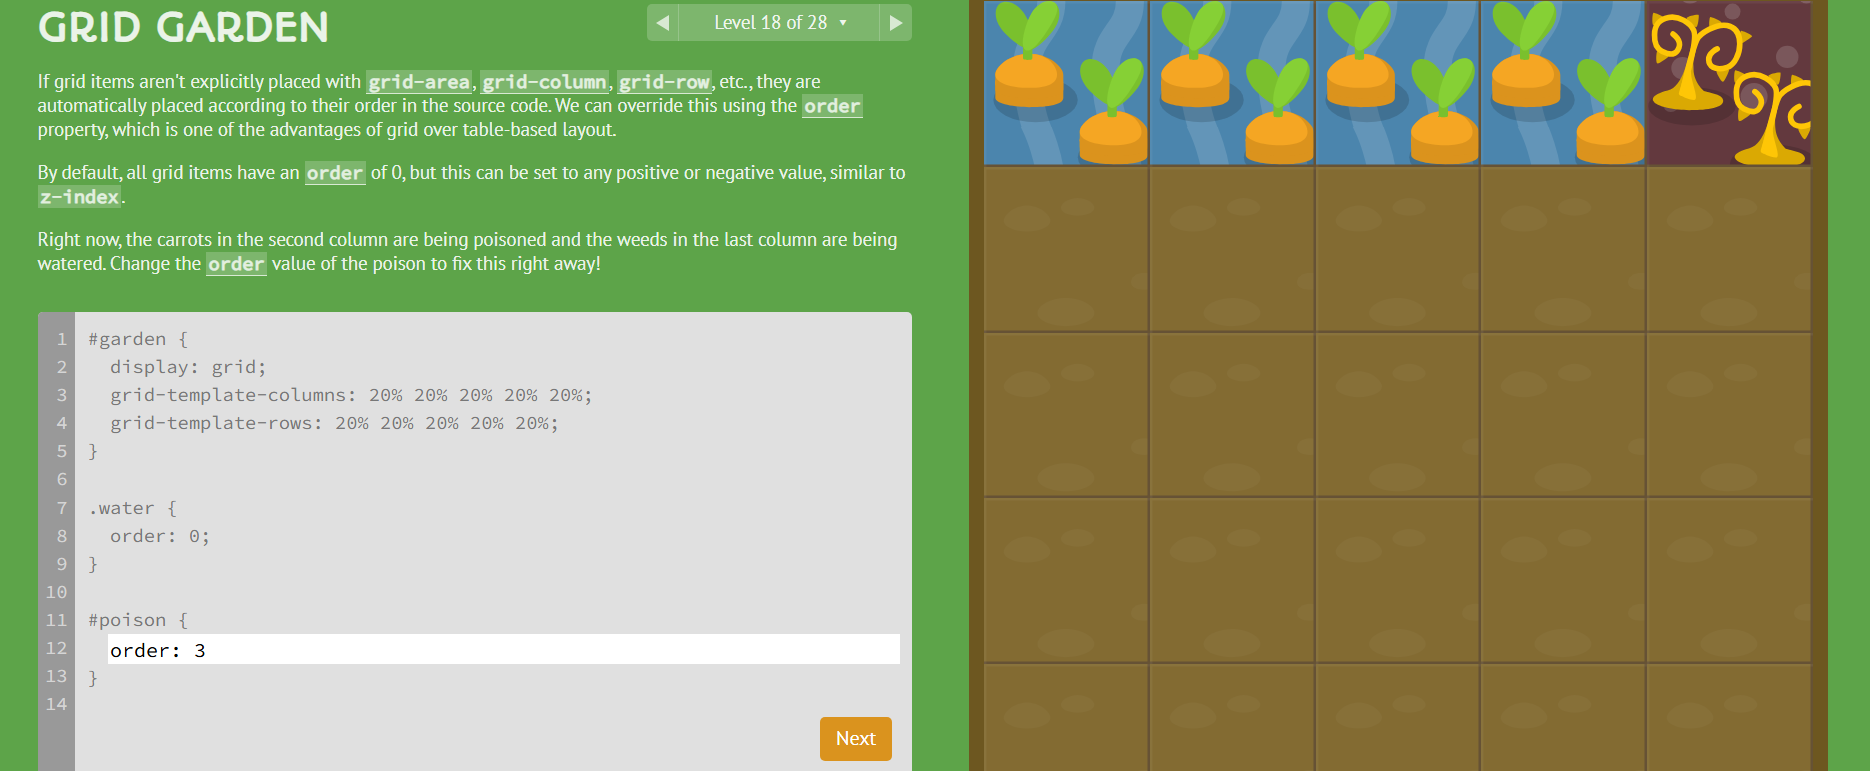 GRID GARDEN
◀ Level 18 of 28 ▼ ▶
If grid items aren't explicitly placed with grid-area, grid-column, grid-row, etc., they are
automatically placed according to their order in the source code. We can override this using the order
property, which is one of the advantages of grid over table-based layout.
By default, all grid items have an order of 0, but this can be set to any positive or negative value, similar to
z-index.
Right now, the carrots in the second column are being poisoned and the weeds in the last column are being
watered. Change the order value of the poison to fix this right away!
1 #garden {
2 display: grid;
3 grid-template-columns: 20% 20% 20% 20% 20%;
4 grid-template-rows: 20% 20% 20% 20% 20%;
5 }
6
7 .water {
8 order: 0;
9 }
10
11 #poison {
12 order: 3
13 }
14
Next